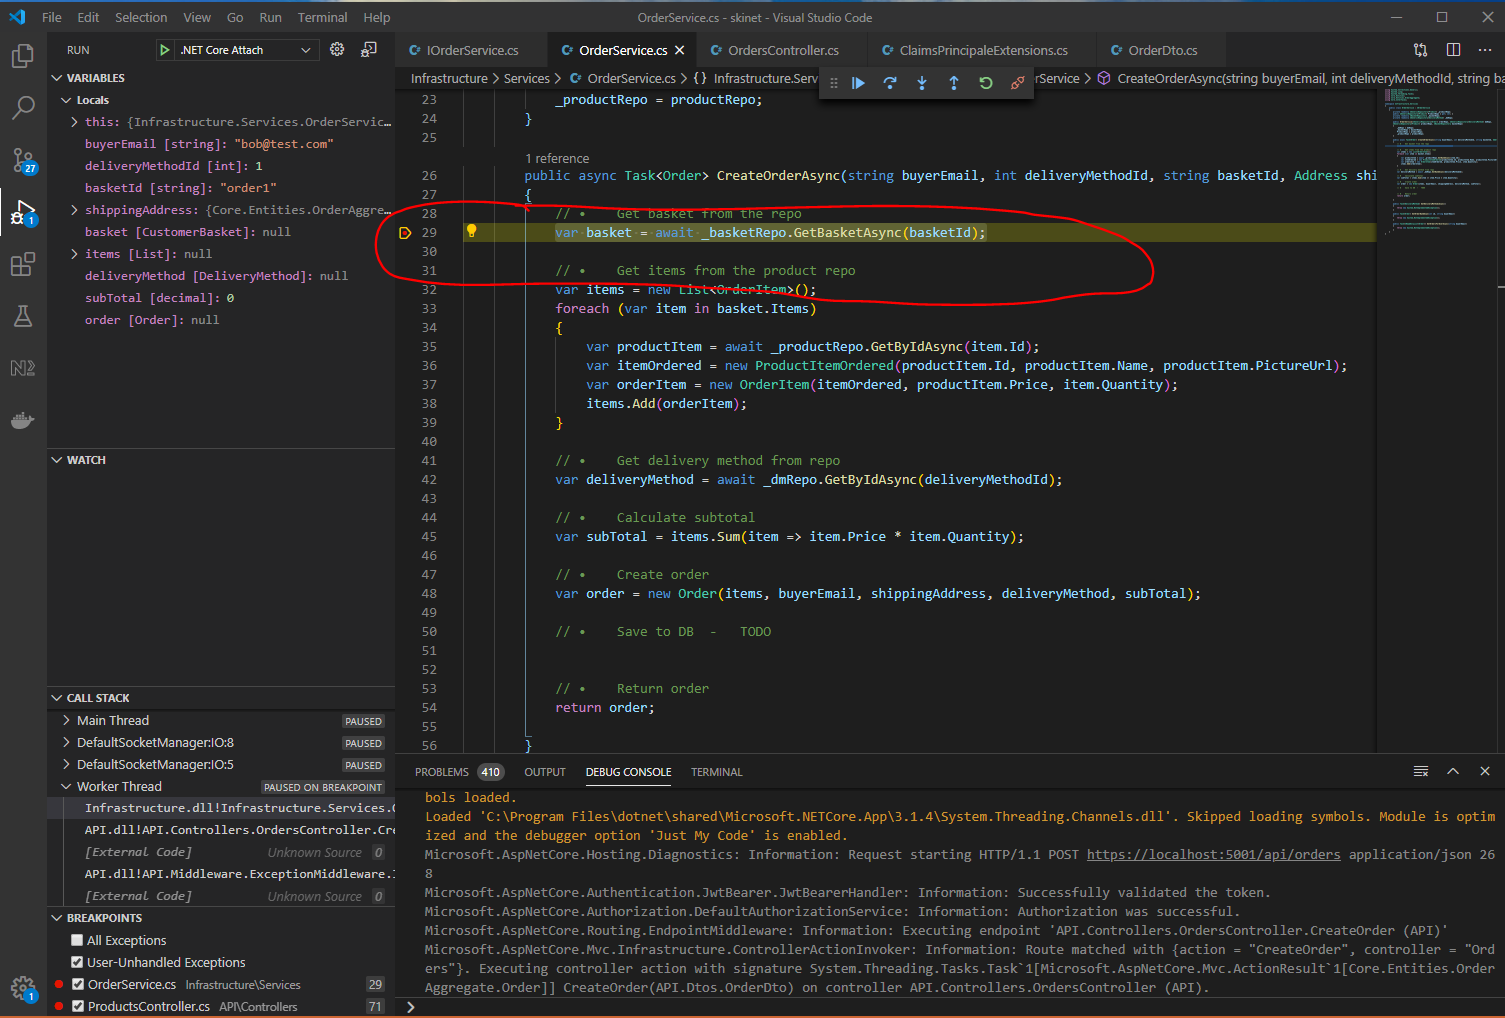 File Edit Selection View Go Run Terminal Help
OrderService.cs - skinet - Visual Studio Code
RUN
.NET Core Attach
IOrderService.cs
OrderService.cs
OrdersController.cs
ClaimsPrincipaleExtensions.cs
OrderDto.cs
VARIABLES
Locals
this: {Infrastructure.Services.OrderServic...
buyerEmail [string]: "bob@test.com"
deliveryMethodId [int]: 1
basketId [string]: "order1"
shippingAddress: {Core.Entities.OrderAggre...
basket [CustomerBasket]: null
items [List]: null
deliveryMethod [DeliveryMethod]: null
subTotal [decimal]: 0
order [Order]: null
27
1
1
WATCH
CALL STACK
Main Thread PAUSED
DefaultSocketManager:IO:8 PAUSED
DefaultSocketManager:IO:5 PAUSED
Worker Thread PAUSED ON BREAKPOINT
Infrastructure.dll!Infrastructure.Services.O
API.dll!API.Controllers.OrdersController.Cre
[External Code] Unknown Source 0
API.dll!API.Middleware.ExceptionMiddleware.I
[External Code] Unknown Source 0
BREAKPOINTS
All Exceptions
User-Unhandled Exceptions
OrderService.cs Infrastructure\Services 29
ProductsController.cs API\Controllers 71
Infrastructure > Services > OrderService.cs > {} Infrastructure.Serv rService > CreateOrderAsync(string buyerEmail, int deliveryMethodId, string ba
23 _productRepo = productRepo;
24 }
25
1 reference
26 public async Task<Order> CreateOrderAsync(string buyerEmail, int deliveryMethodId, string basketId, Address shi
27 {
28 // • Get basket from the repo
29 var basket = await _basketRepo.GetBasketAsync(basketId);
30
31 // • Get items from the product repo
32 var items = new List<OrderItem>();
33 foreach (var item in basket.Items)
34 {
35 var productItem = await _productRepo.GetByIdAsync(item.Id);
36 var itemOrdered = new ProductItemOrdered(productItem.Id, productItem.Name, productItem.PictureUrl);
37 var orderItem = new OrderItem(itemOrdered, productItem.Price, item.Quantity);
38 items.Add(orderItem);
39 }
40
41 // • Get delivery method from repo
42 var deliveryMethod = await _dmRepo.GetByIdAsync(deliveryMethodId);
43
44 // • Calculate subtotal
45 var subTotal = items.Sum(item => item.Price * item.Quantity);
46
47 // • Create order
48 var order = new Order(items, buyerEmail, shippingAddress, deliveryMethod, subTotal);
49
50 // • Save to DB - TODO
51
52
53 // • Return order
54 return order;
55
56 }
PROBLEMS 410 OUTPUT DEBUG CONSOLE TERMINAL
bols loaded.
Loaded 'C:\Program Files\dotnet\shared\Microsoft.NETCore.App\3.1.4\System.Threading.Channels.dll'. Skipped loading symbols. Module is optim
ized and the debugger option 'Just My Code' is enabled.
Microsoft.AspNetCore.Hosting.Diagnostics: Information: Request starting HTTP/1.1 POST https://localhost:5001/api/orders application/json 26
8
Microsoft.AspNetCore.Authentication.JwtBearer.JwtBearerHandler: Information: Successfully validated the token.
Microsoft.AspNetCore.Authorization.DefaultAuthorizationService: Information: Authorization was successful.
Microsoft.AspNetCore.Routing.EndpointMiddleware: Information: Executing endpoint 'API.Controllers.OrdersController.CreateOrder (API)'
Microsoft.AspNetCore.Mvc.Infrastructure.ControllerActionInvoker: Information: Route matched with {action = "CreateOrder", controller = "Ord
ers"}. Executing controller action with signature System.Threading.Tasks.Task`1[Microsoft.AspNetCore.Mvc.ActionResult`1[Core.Entities.Order
Aggregate.Order]] CreateOrder(API.Dtos.OrderDto) on controller API.Controllers.OrdersController (API).